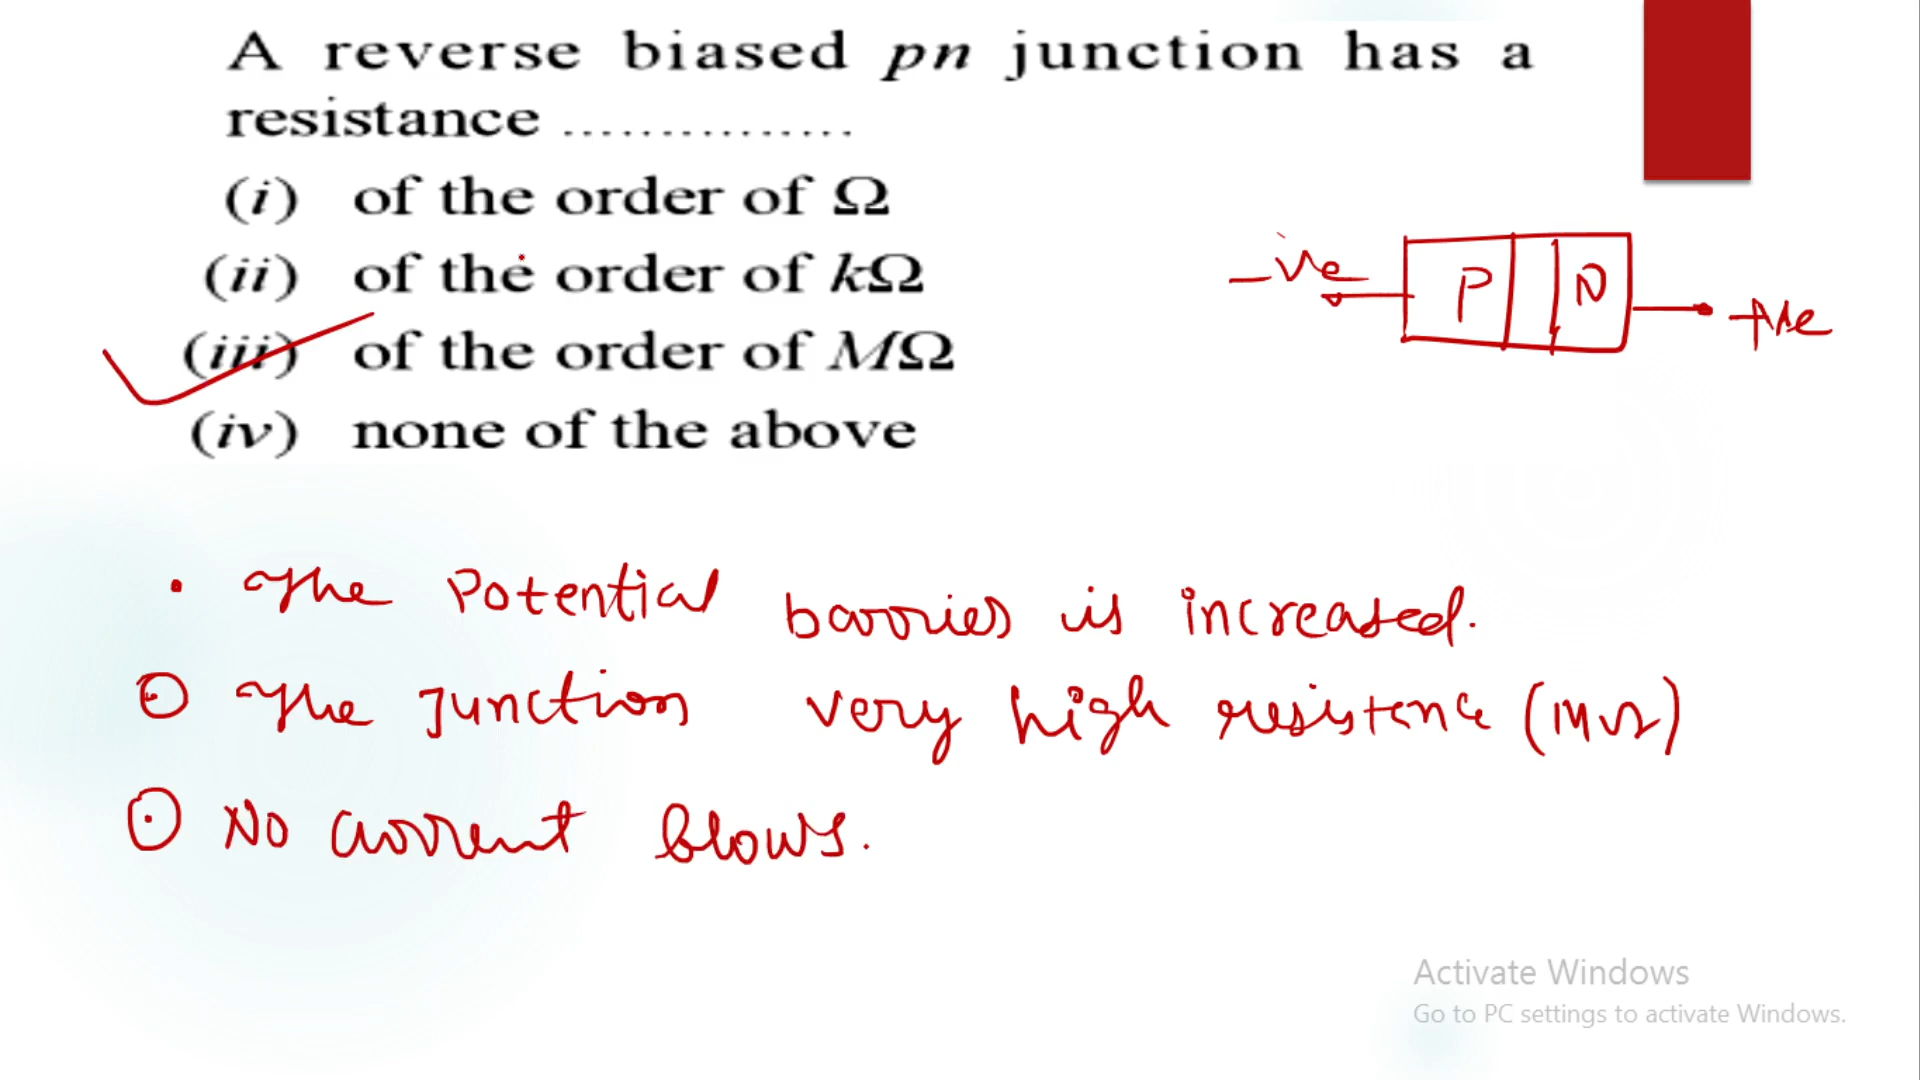 A reverse biased pn junction has a
resistance ...............
(i) of the order of Ω
(ii) of the order of kΩ
(iii) of the order of MΩ
(iv) none of the above
-ve P N +ve
· The Potential barrier is increased.
⊙ The Junction very high resistence (MΩ)
⊙ No current blows.
Activate Windows
Go to PC settings to activate Windows.